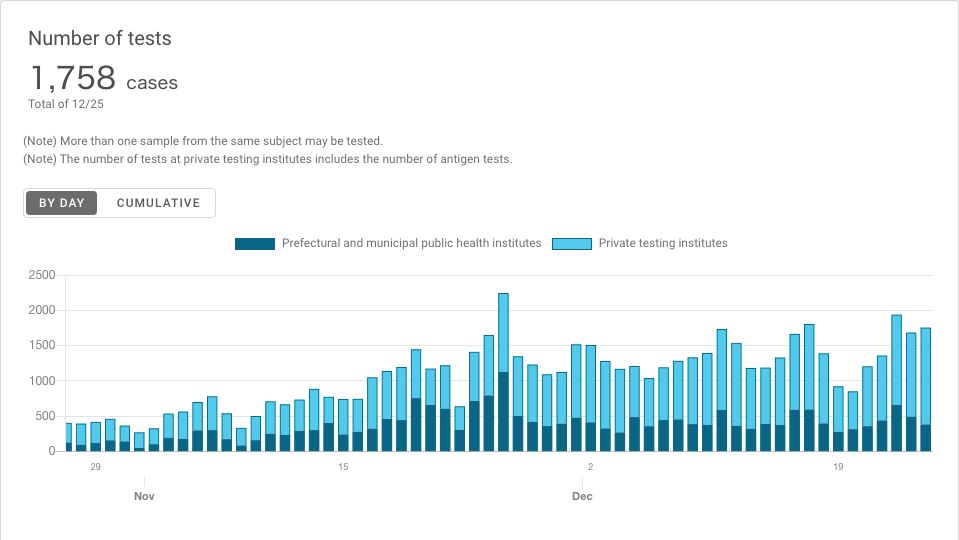 Number of tests
1,758 cases
Total of 12/25
(Note) More than one sample from the same subject may be tested.
(Note) The number of tests at private testing institutes includes the number of antigen tests.
BY DAY CUMULATIVE
Prefectural and municipal public health institutes Private testing institutes
2500
2000
1500
1000
500
0
29 15 2 19
Nov Dec